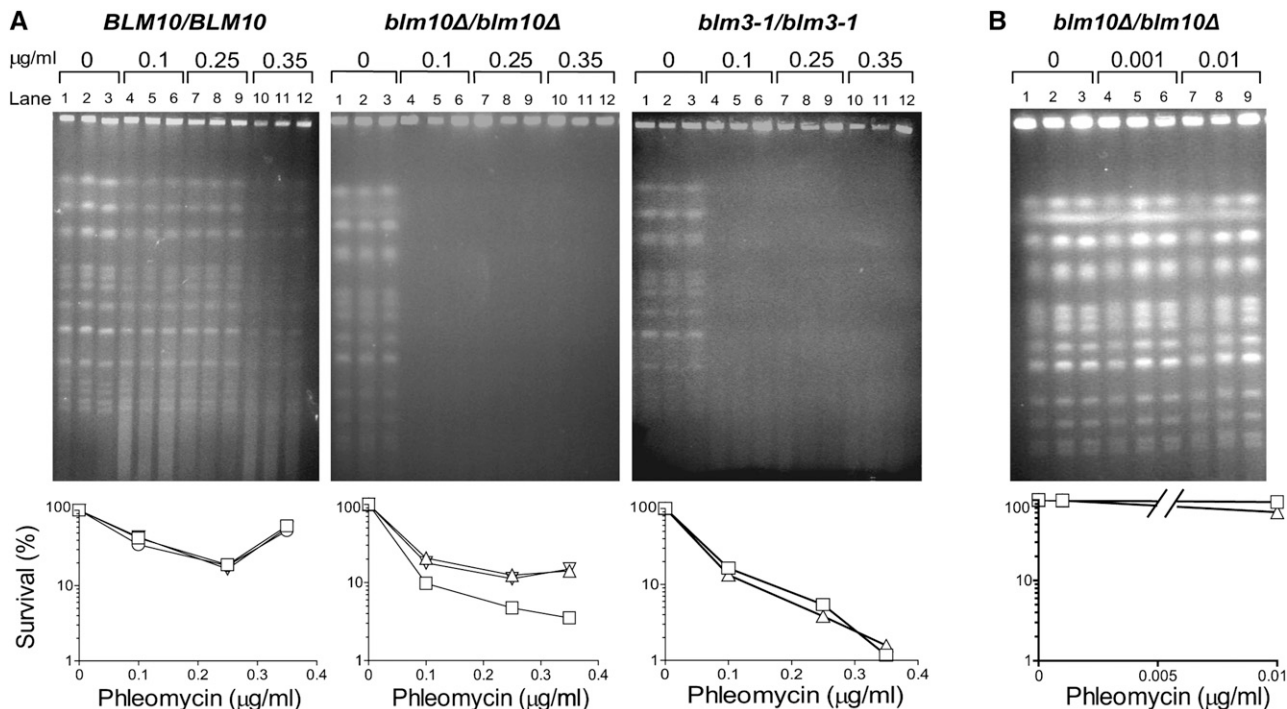 A BLM10/BLM10 blm10Δ/blm10Δ blm3-1/blm3-1 B blm10Δ/blm10Δ
µg/ml 0 0.1 0.25 0.35 0 0.1 0.25 0.35 0 0.1 0.25 0.35 0 0.001 0.01
Lane 1 2 3 4 5 6 7 8 9 10 11 12 1 2 3 4 5 6 7 8 9 10 11 12 1 2 3 4 5 6 7 8 9 10 11 12 1 2 3 4 5 6 7 8 9
100 100 100 100
10 10 10 10
1 1 1 1
Survival (%)
0 0.1 0.2 0.3 0.4 0 0.1 0.2 0.3 0.4 0 0.1 0.2 0.3 0.4 0 0.005 0.01
Phleomycin (µg/ml) Phleomycin (µg/ml) Phleomycin (µg/ml) Phleomycin (µg/ml)